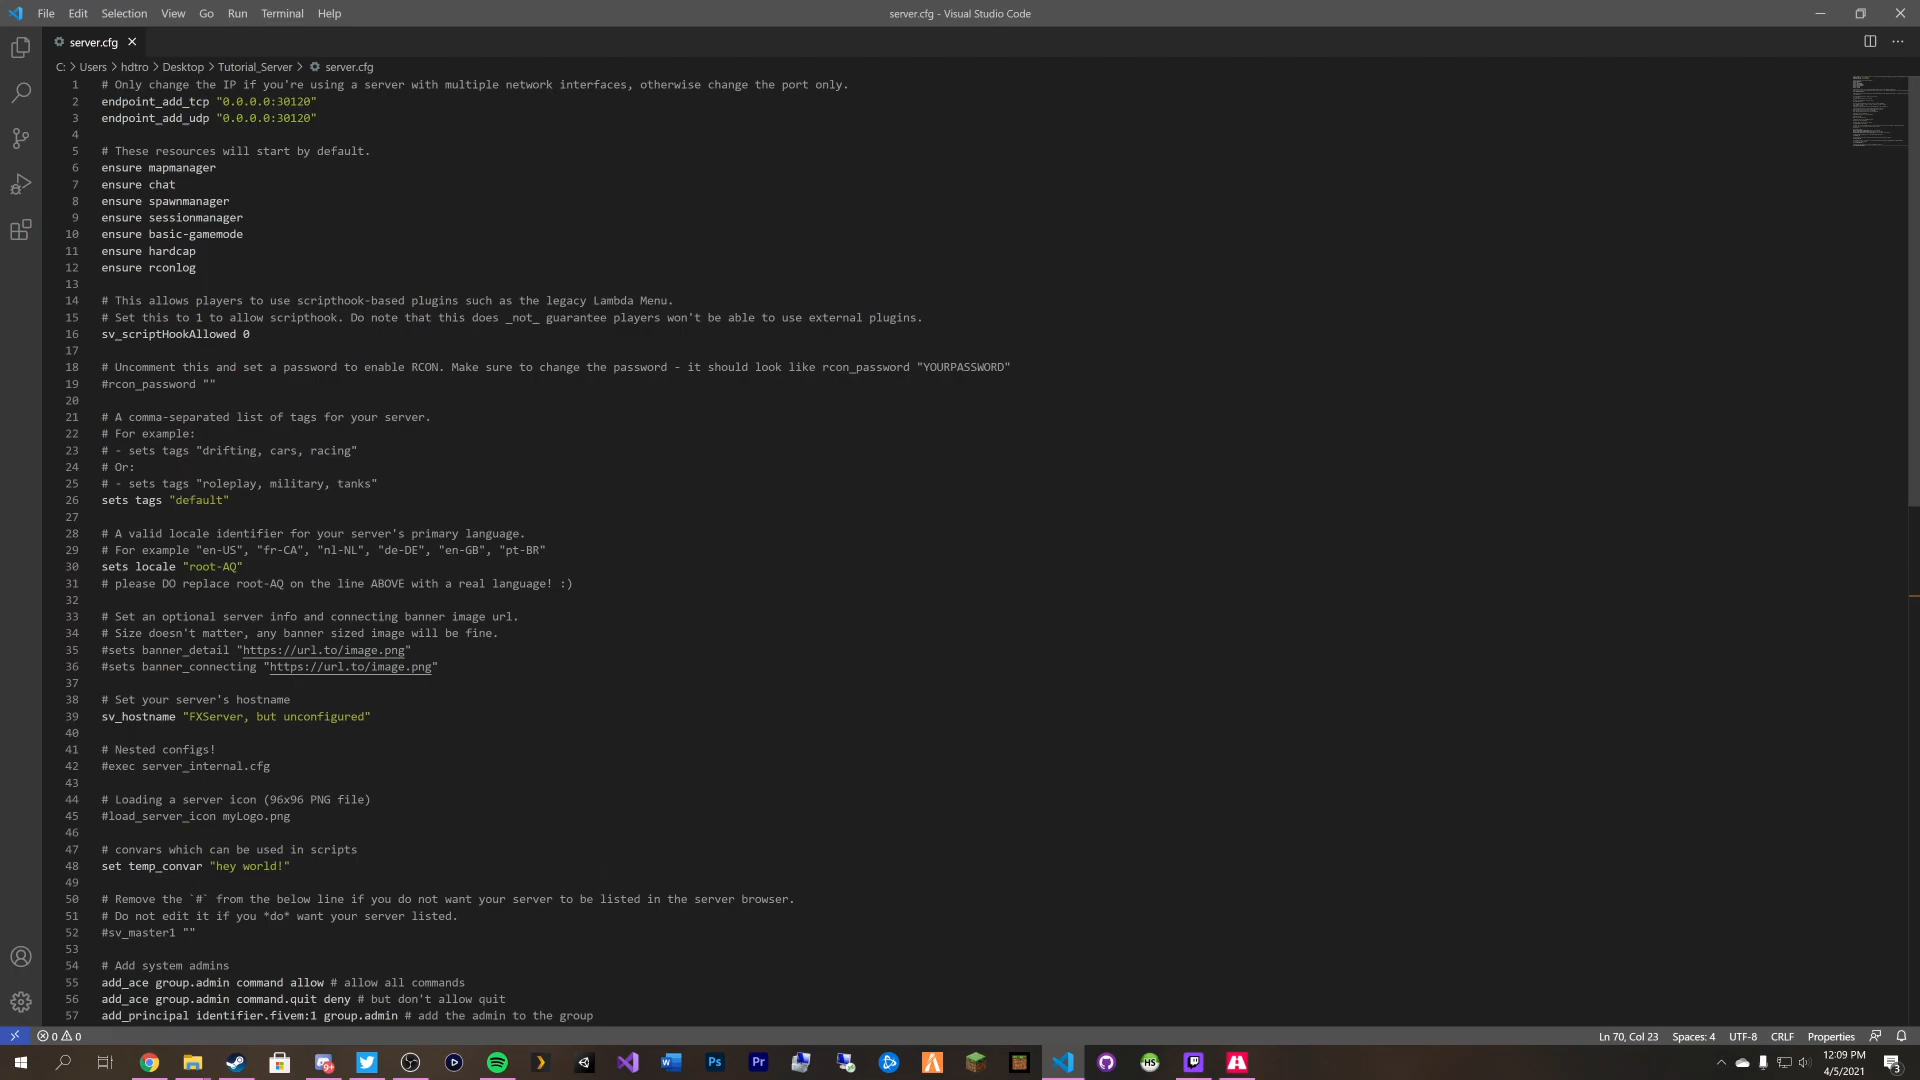 File Edit Selection View Go Run Terminal Help
server.cfg - Visual Studio Code
server.cfg
C: > Users > hdtro > Desktop > Tutorial_Server > server.cfg
1 # Only change the IP if you're using a server with multiple network interfaces, otherwise change the port only.
2 endpoint_add_tcp "0.0.0.0:30120"
3 endpoint_add_udp "0.0.0.0:30120"
4
5 # These resources will start by default.
6 ensure mapmanager
7 ensure chat
8 ensure spawnmanager
9 ensure sessionmanager
10 ensure basic-gamemode
11 ensure hardcap
12 ensure rconlog
13
14 # This allows players to use scripthook-based plugins such as the legacy Lambda Menu.
15 # Set this to 1 to allow scripthook. Do note that this does _not_ guarantee players won't be able to use external plugins.
16 sv_scriptHookAllowed 0
17
18 # Uncomment this and set a password to enable RCON. Make sure to change the password - it should look like rcon_password "YOURPASSWORD"
19 #rcon_password ""
20
21 # A comma-separated list of tags for your server.
22 # For example:
23 # - sets tags "drifting, cars, racing"
24 # Or:
25 # - sets tags "roleplay, military, tanks"
26 sets tags "default"
27
28 # A valid locale identifier for your server's primary language.
29 # For example "en-US", "fr-CA", "nl-NL", "de-DE", "en-GB", "pt-BR"
30 sets locale "root-AQ"
31 # please DO replace root-AQ on the line ABOVE with a real language! :)
32
33 # Set an optional server info and connecting banner image url.
34 # Size doesn't matter, any banner sized image will be fine.
35 #sets banner_detail "https://url.to/image.png"
36 #sets banner_connecting "https://url.to/image.png"
37
38 # Set your server's hostname
39 sv_hostname "FXServer, but unconfigured"
40
41 # Nested configs!
42 #exec server_internal.cfg
43
44 # Loading a server icon (96x96 PNG file)
45 #load_server_icon myLogo.png
46
47 # convars which can be used in scripts
48 set temp_convar "hey world!"
49
50 # Remove the `#` from the below line if you do not want your server to be listed in the server browser.
51 # Do not edit it if you *do* want your server listed.
52 #sv_master1 ""
53
54 # Add system admins
55 add_ace group.admin command allow # allow all commands
56 add_ace group.admin command.quit deny # but don't allow quit
57 add_principal identifier.fivem:1 group.admin # add the admin to the group
0 0 Ln 70, Col 23 Spaces: 4 UTF-8 CRLF Properties
12:09 PM
4/5/2021